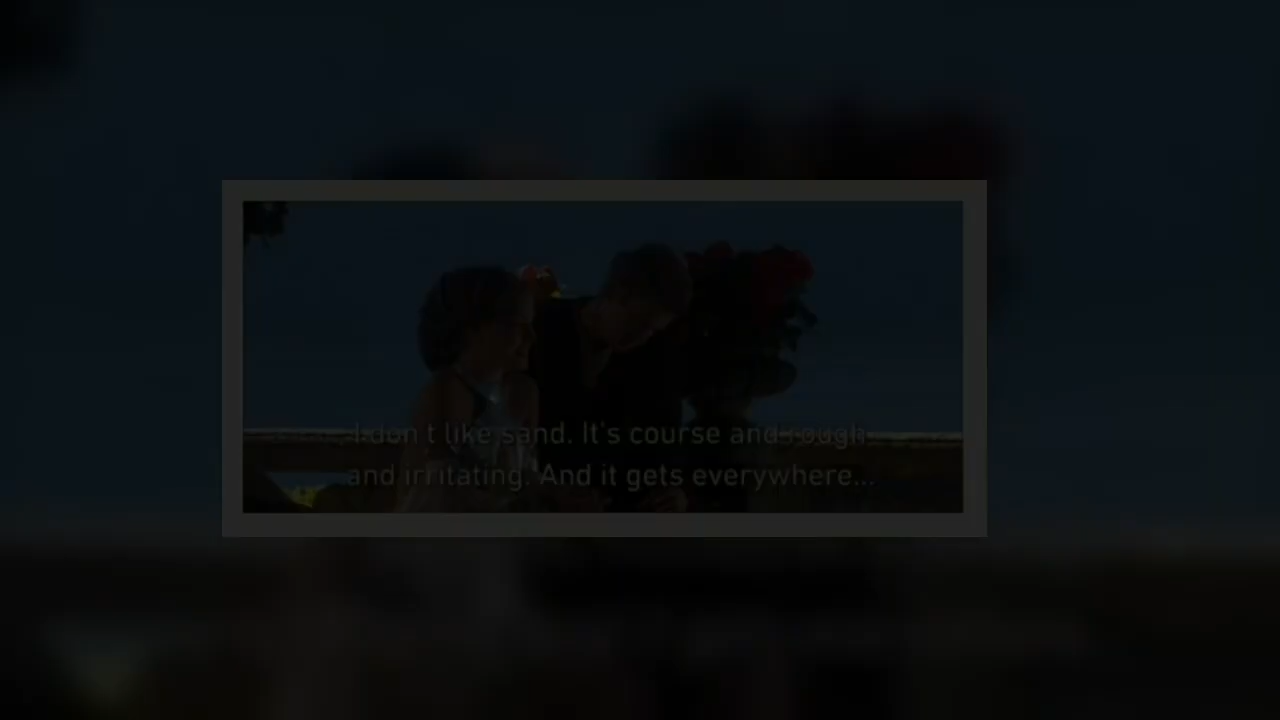 I don't like sand. It's course and rough
and irritating. And it gets everywhere...